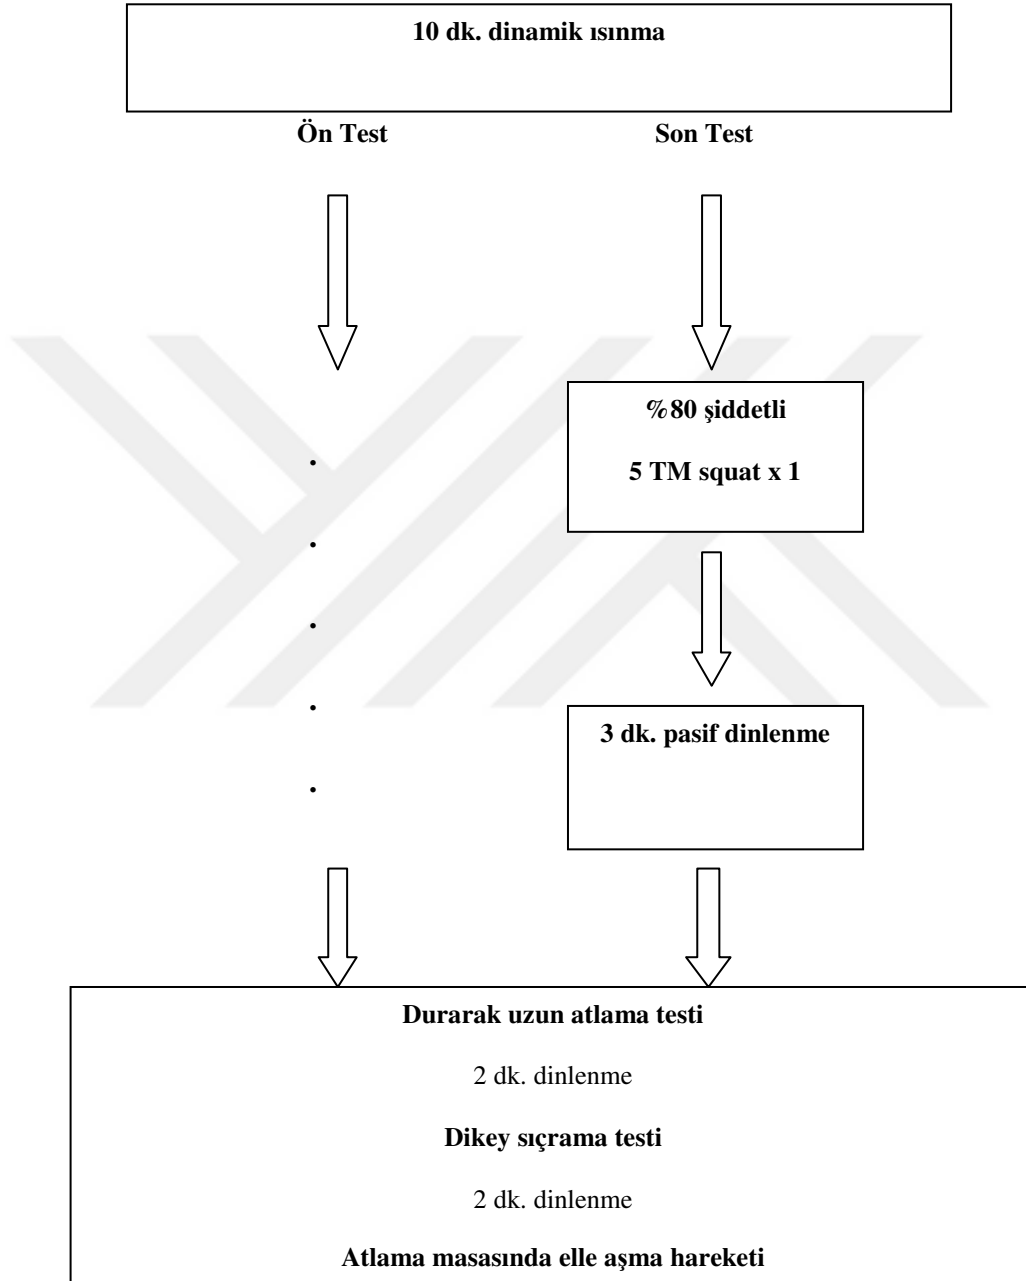 10 dk. dinamik ısınma
Ön Test
Son Test
%80 şiddetli
5 TM squat x 1
3 dk. pasif dinlenme
Durarak uzun atlama testi
2 dk. dinlenme
Dikey sıçrama testi
2 dk. dinlenme
Atlama masasında elle aşma hareketi